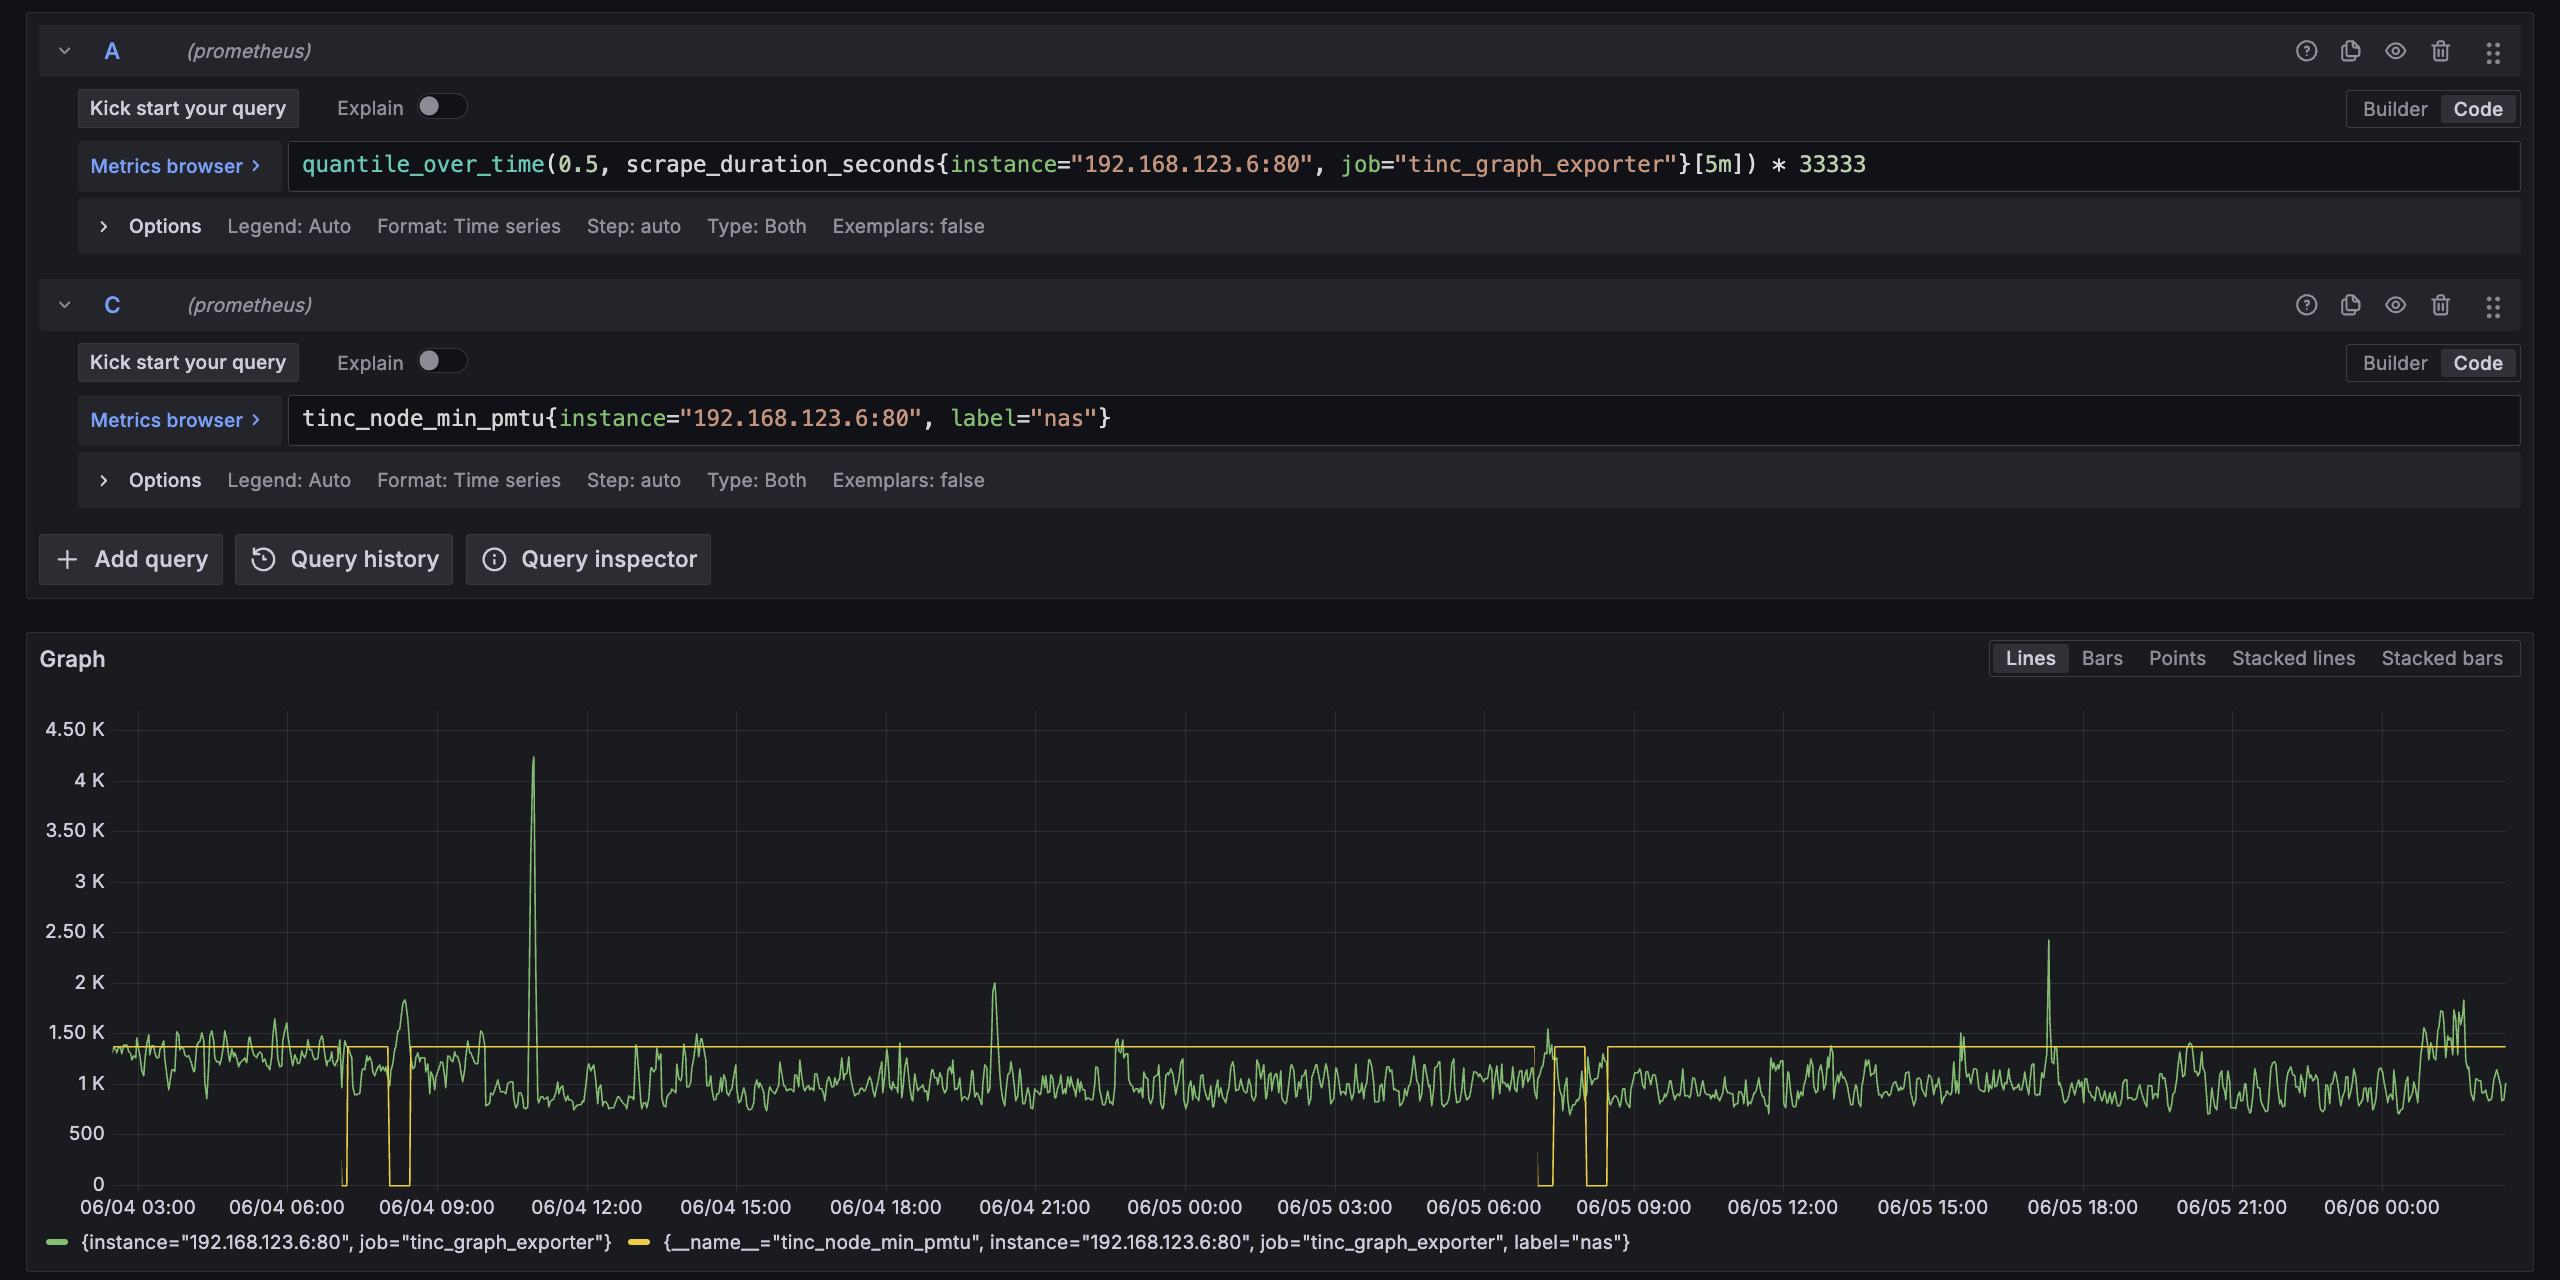 A (prometheus)
Kick start your query Explain Builder Code
Metrics browser > quantile_over_time(0.5, scrape_duration_seconds{instance="192.168.123.6:80", job="tinc_graph_exporter"}[5m]) * 33333
> Options Legend: Auto Format: Time series Step: auto Type: Both Exemplars: false
C (prometheus)
Kick start your query Explain Builder Code
Metrics browser > tinc_node_min_pmtu{instance="192.168.123.6:80", label="nas"}
> Options Legend: Auto Format: Time series Step: auto Type: Both Exemplars: false
+ Add query Query history Query inspector
Graph Lines Bars Points Stacked lines Stacked bars
4.50 K
4 K
3.50 K
3 K
2.50 K
2 K
1.50 K
1 K
500
0
06/04 03:00 06/04 06:00 06/04 09:00 06/04 12:00 06/04 15:00 06/04 18:00 06/04 21:00 06/05 00:00 06/05 03:00 06/05 06:00 06/05 09:00 06/05 12:00 06/05 15:00 06/05 18:00 06/05 21:00 06/06 00:00
{instance="192.168.123.6:80", job="tinc_graph_exporter"} {__name__="tinc_node_min_pmtu", instance="192.168.123.6:80", job="tinc_graph_exporter", label="nas"}